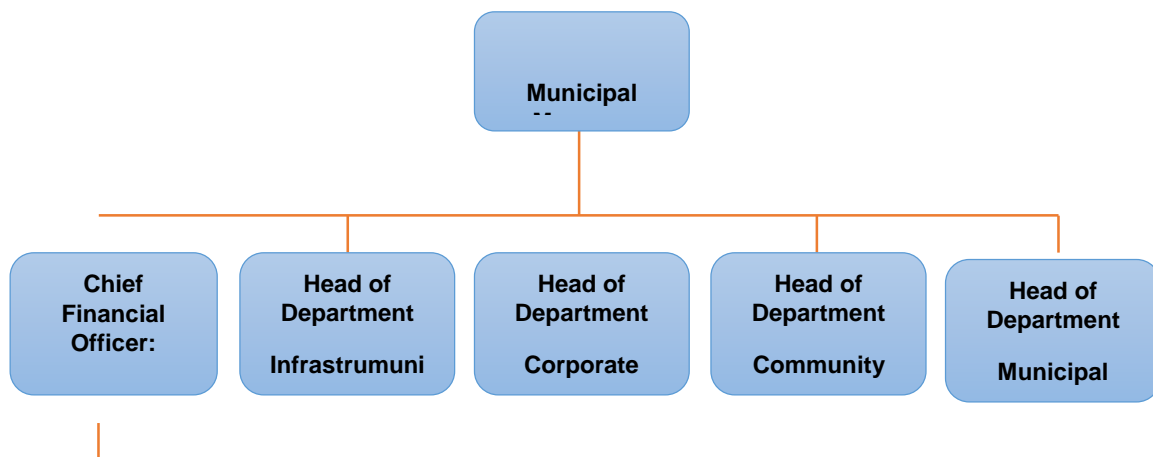 Municipal
Chief
Financial
Officer:
Head of
Department
Infrastrumuni
Head of
Department
Corporate
Head of
Department
Community
Head of
Department
Municipal